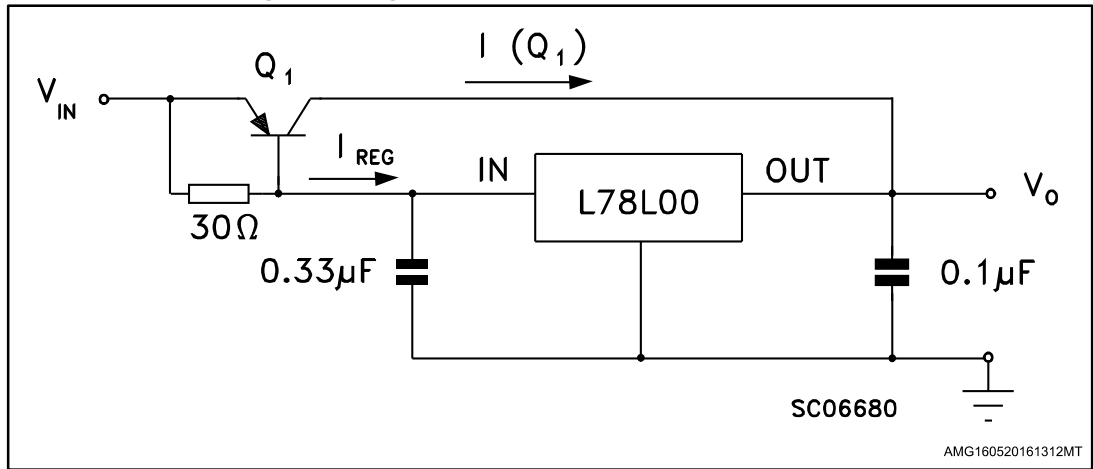 I (Q1)
Q1
VIN
IREG
IN
OUT
L78L00
VO
30Ω
0.33µF
0.1µF
SC06680
AMG160520161312MT